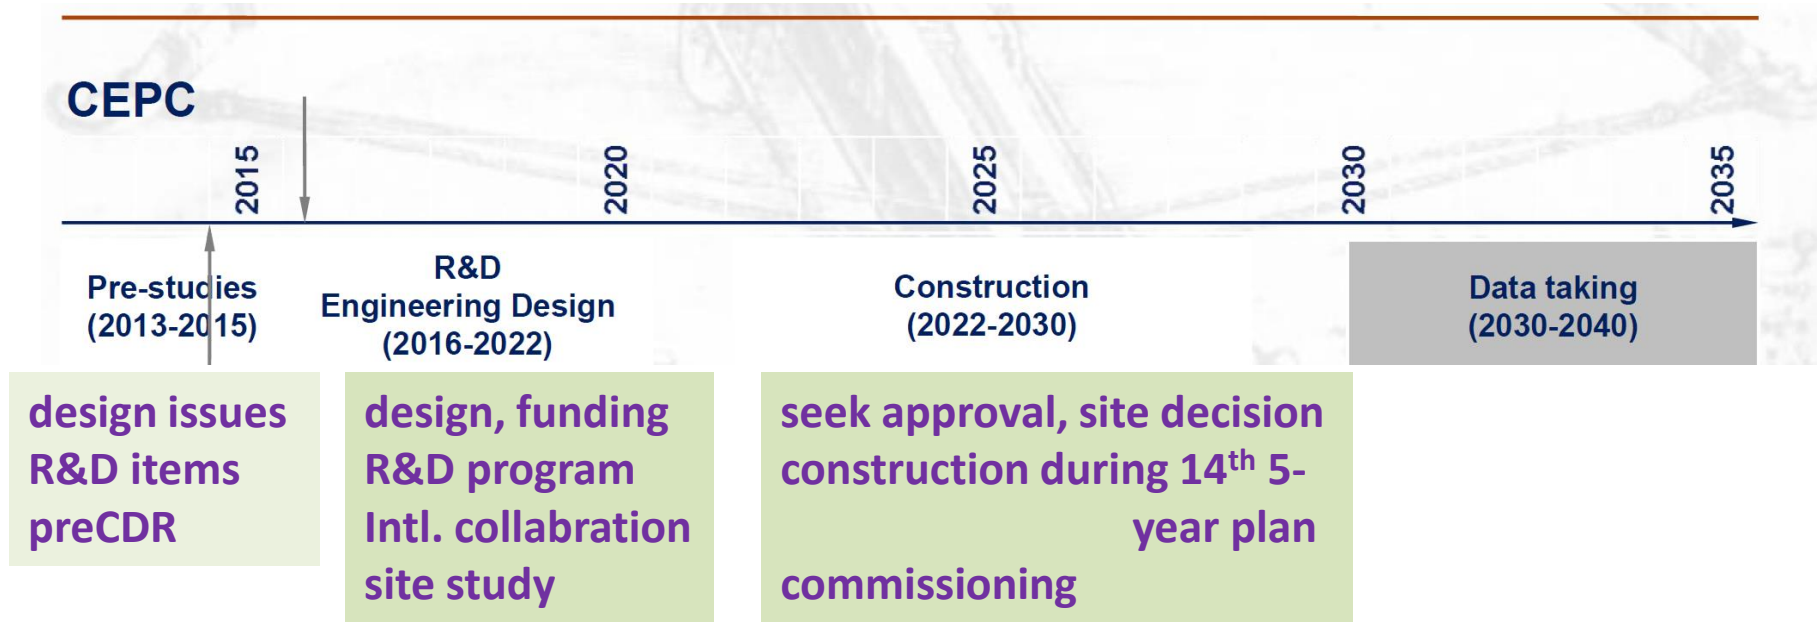 CEPC
2015
2020
2025
2030
2035
Pre-studies
(2013-2015)
R&D
Engineering Design
(2016-2022)
Construction
(2022-2030)
Data taking
(2030-2040)
design issues
R&D items
preCDR
design, funding
R&D program
Intl. collabration
site study
seek approval, site decision
construction during 14th 5-
year plan
commissioning